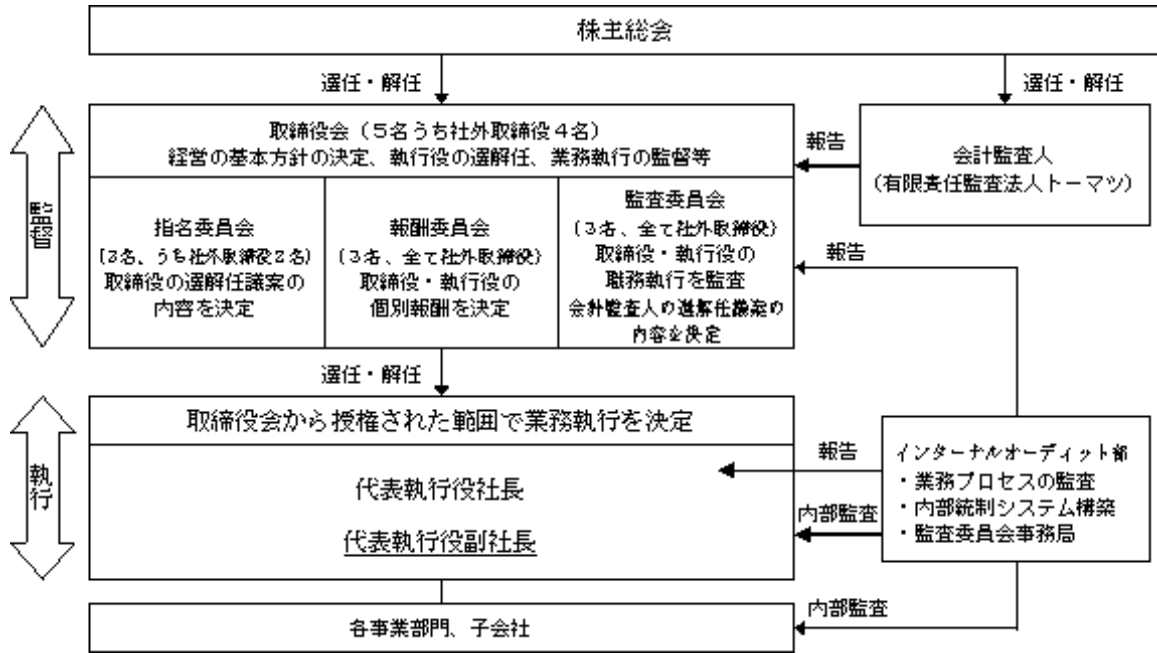 株主総会
選任・解任
選任・解任
監督
取締役会（５名うち社外取締役４名）
経営の基本方針の決定、執行役の選解任、業務執行の監督等
報告
会計監査人
（有限責任監査法人トーマツ）
指名委員会
（３名、うち社外取締役２名）
取締役の選解任議案の
内容を決定
報酬委員会
（３名、全て社外取締役）
取締役・執行役の
個別報酬を決定
監査委員会
（３名、全て社外取締役）
取締役・執行役の
職務執行を監査
会計監査人の選解任議案の
内容を決定
報告
選任・解任
執行
取締役会から授権された範囲で業務執行を決定
代表執行役社長
代表執行役副社長
報告
内部監査
インターナルオーディット部
・業務プロセスの監査
・内部統制システム構築
・監査委員会事務局
内部監査
各事業部門、子会社